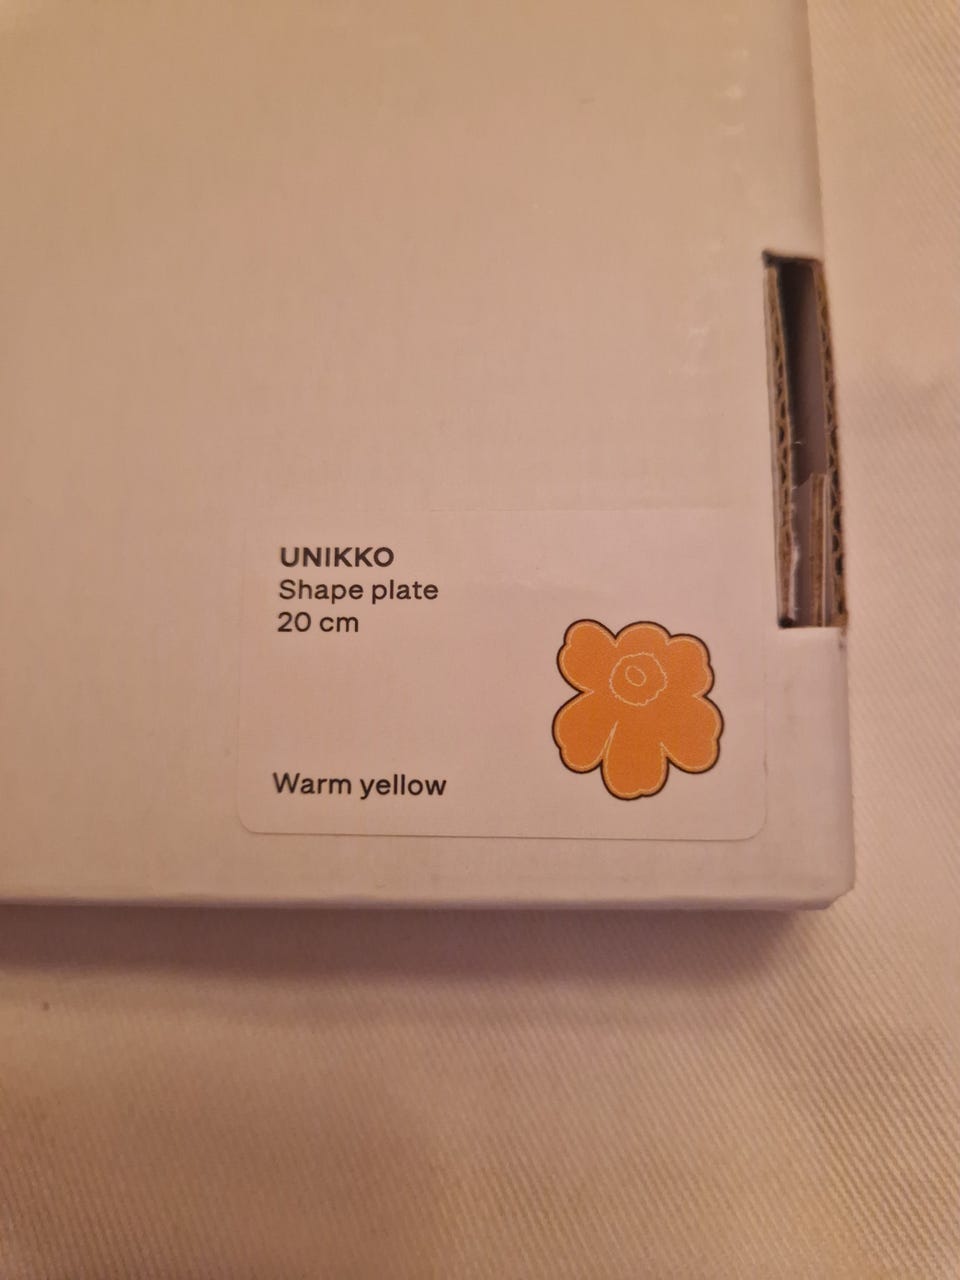 UNIKKO
Shape plate
20 cm
Warm yellow